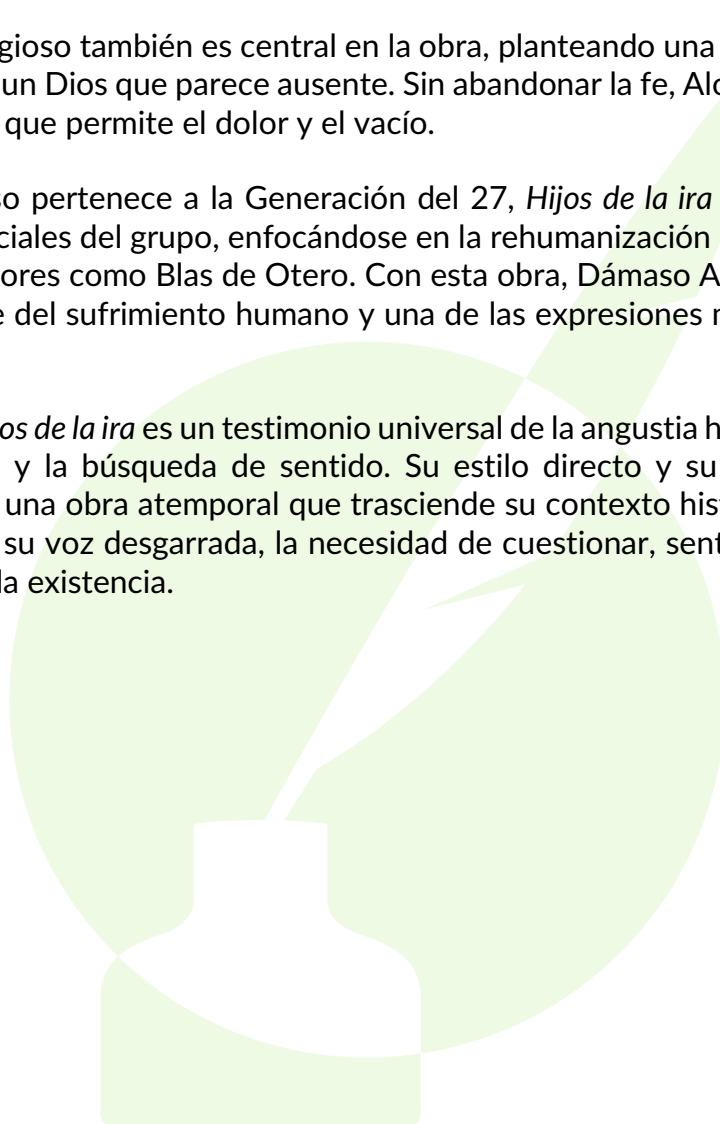 gioso también es central en la obra, planteando una
un Dios que parece ausente. Sin abandonar la fe, Alo
que permite el dolor y el vacío.
so pertenece a la Generación del 27, Hijos de la ira
ciales del grupo, enfocándose en la rehumanización
ores como Blas de Otero. Con esta obra, Dámaso A
e del sufrimiento humano y una de las expresiones
os de la ira es un testimonio universal de la angustia h
y la búsqueda de sentido. Su estilo directo y su
una obra atemporal que trasciende su contexto his
su voz desgarrada, la necesidad de cuestionar, sent
la existencia.